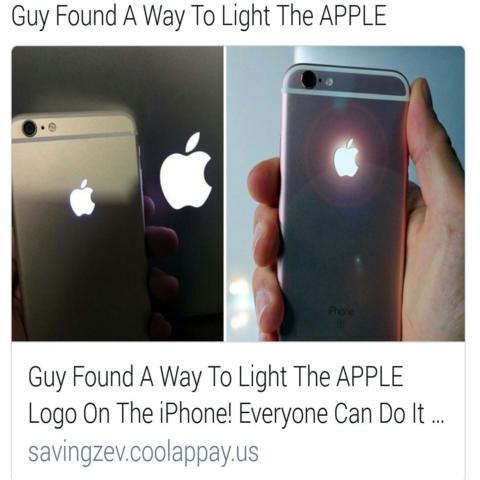 Guy Found A Way To Light The APPLE
iPhone
Guy Found A Way To Light The APPLE
Logo On The iPhone! Everyone Can Do It ...
savingzev.coolappay.us